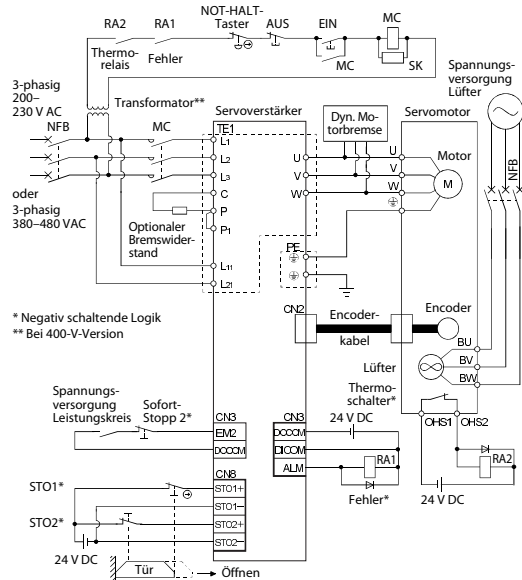 NOT-HALT-
Taster
RA2
RA1
AUS
EIN
MC
Thermo-
relais
Fehler
MC
SK
Spannungs-
versorgung
Lüfter
3-phasig
200–
230 V AC
Transformator**
NFB
MC
Servoverstärker
Dyn. Mo-
torbremse
Servomotor
NFB
TE1
L1
L2
L3
C
P
P1
L11
L21
U
V
W
U
V
W
Motor
M
oder
3-phasig
380–480 VAC
Optionaler
Bremswider-
stand
PE
* Negativ schaltende Logik
** Bei 400-V-Version
CN2
Encoder-
kabel
Encoder
BU
BV
BW
Lüfter
Thermo-
schalter*
OHS1
OHS2
Spannungs-
versorgung
Leistungskreis
Sofort-
Stopp 2*
CN3
EM2
DOCOM
CN3
DOCOM
DICOM
ALM
24 V DC
RA1
Fehler*
RA2
24 V DC
CN8
STO1*
STO1+
STO1–
STO2*
STO2+
STO2–
24 V DC
Tür
Öffnen